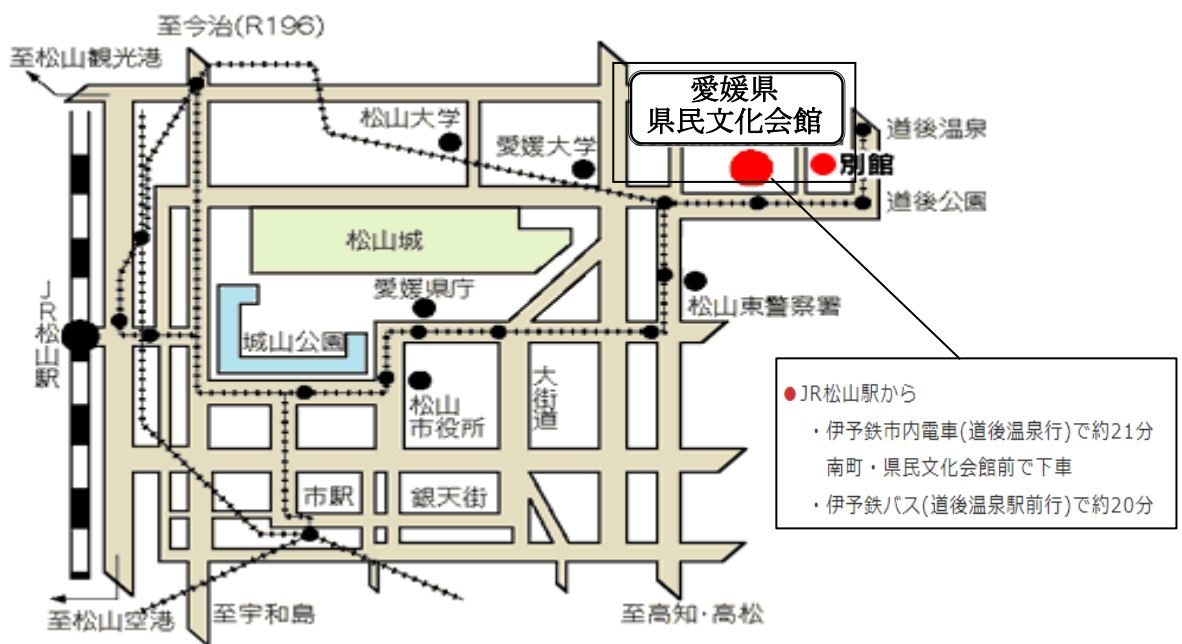 至今治(R196)
至松山観光港
愛媛県
県民文化会館
松山大学
愛媛大学
道後温泉
別館
道後公園
松山城
JR松山駅
愛媛県庁
松山東警察署
城山公園
大街道
松山
市役所
市駅
銀天街
至松山空港
至宇和島
至高知・高松
●JR松山駅から
・伊予鉄市内電車(道後温泉行)で約21分
南町・県民文化会館前で下車
・伊予鉄バス(道後温泉駅前行)で約20分